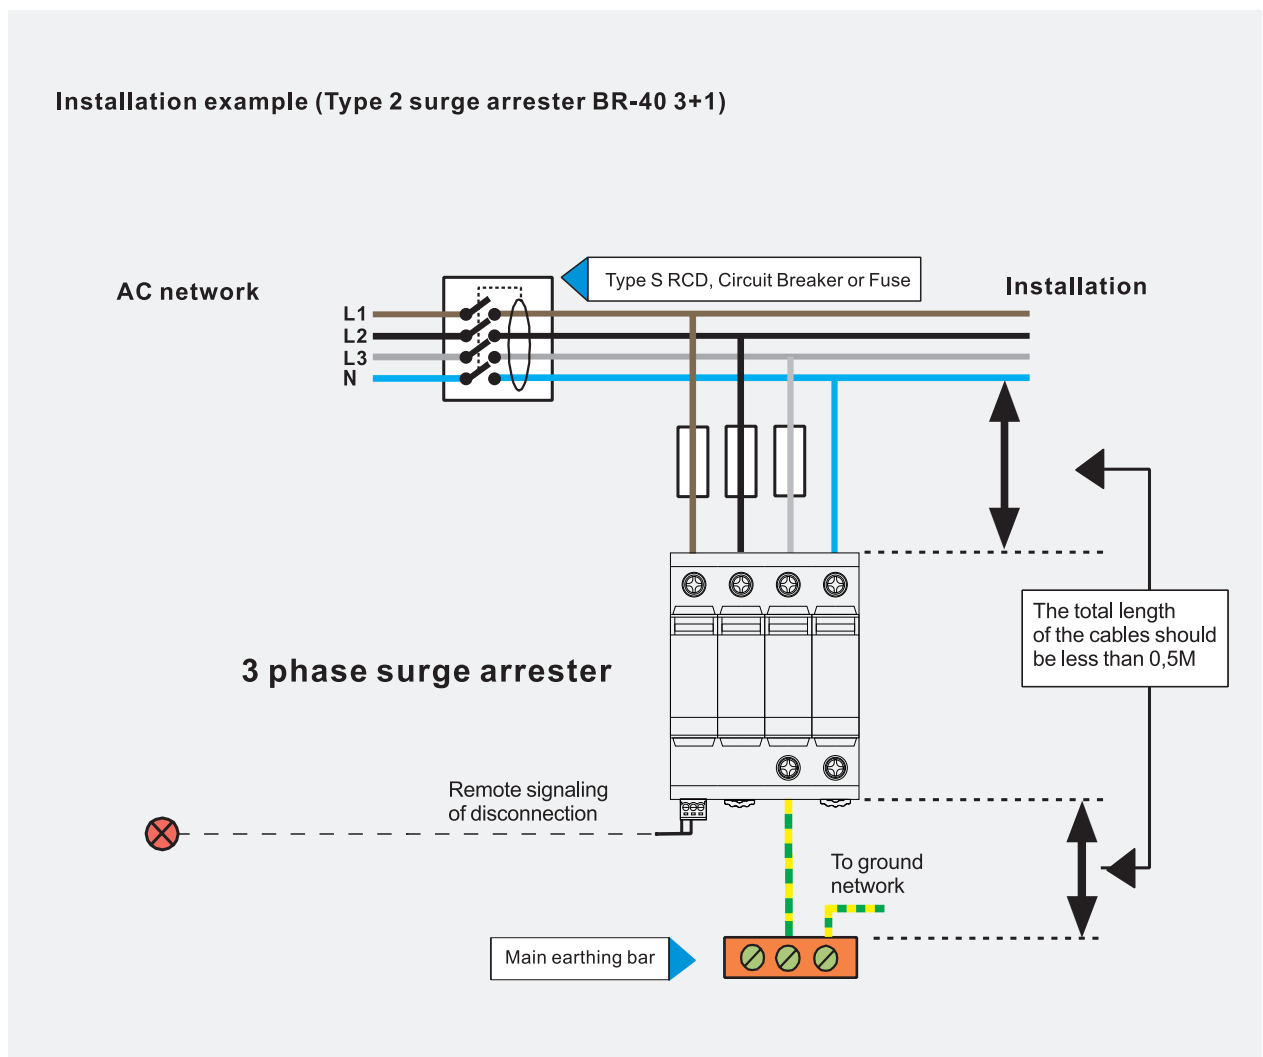 Installation example (Type 2 surge arrester BR-40 3+1)
Type S RCD, Circuit Breaker or Fuse
AC network
Installation
L1
L2
L3
N
The total length
of the cables should
be less than 0,5M
3 phase surge arrester
Remote signaling
of disconnection
To ground
network
Main earthing bar